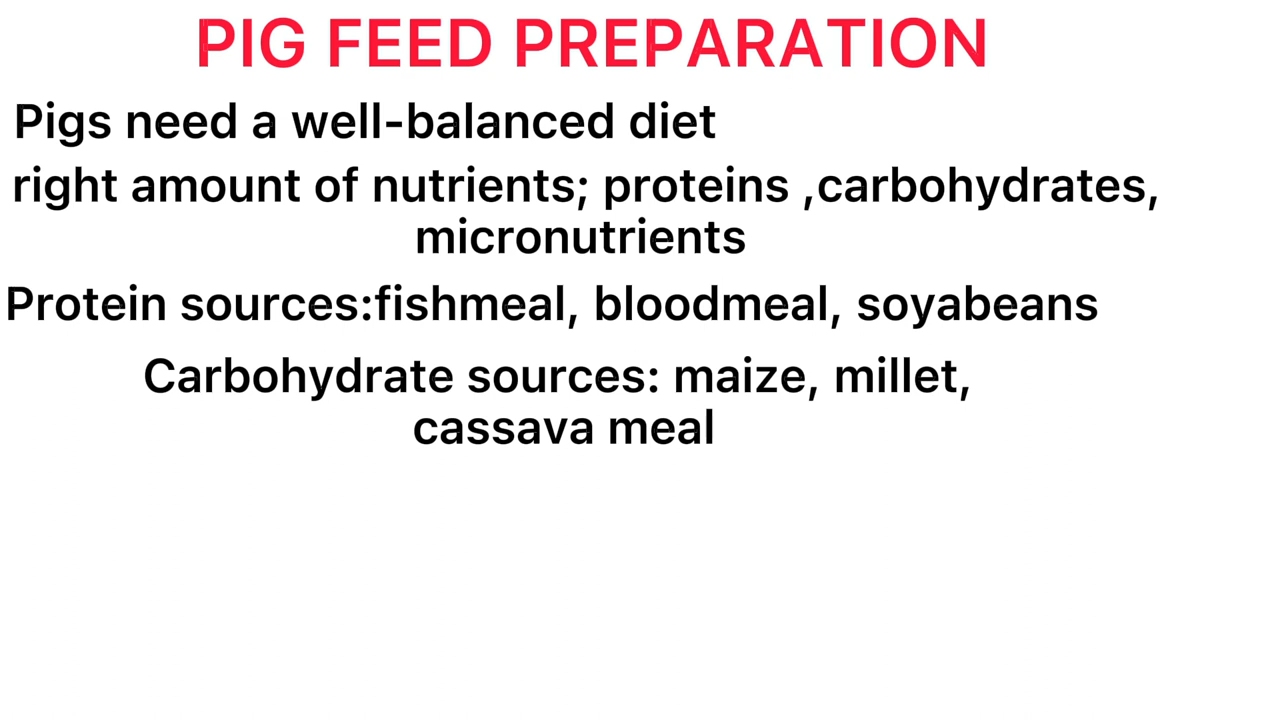 PIG FEED PREPARATION
Pigs need a well-balanced diet
right amount of nutrients; proteins ,carbohydrates,
micronutrients
Protein sources:fishmeal, bloodmeal, soyabeans
Carbohydrate sources: maize, millet,
cassava meal